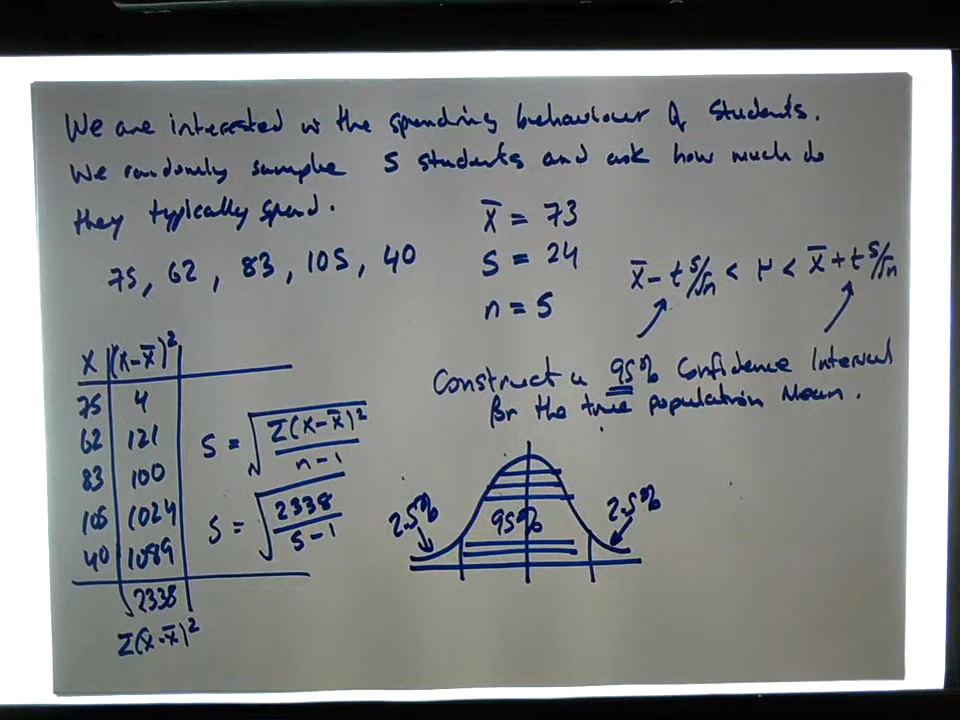 We are interested in the spending behaviour of students.
We randomly sample 5 students and ask how much do
they typically spend.
75, 62, 83, 105, 40
x̄ = 73
s = 24
n = 5
x̄ - t s/√n < μ < x̄ + t s/√n
Construct a 95% Confidence Interval
for the true population Mean.
x (x-x̄)²
75 4
62 121
83 100
105 1024
40 1089
2338
Σ(x-x̄)²
s = √Σ(x-x̄)²/n-1
s = √2338/5-1
2.5% 95% 2.5%